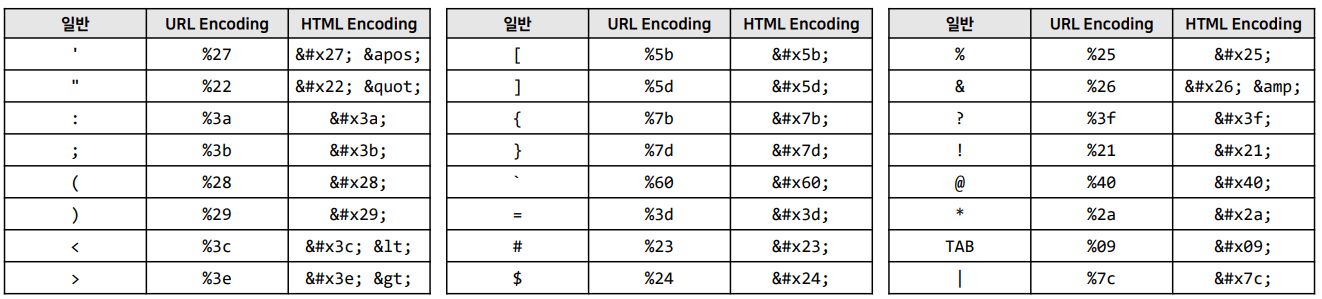 일반 URL Encoding HTML Encoding 일반 URL Encoding HTML Encoding 일반 URL Encoding HTML Encoding
' %27 &#x27; &apos; [ %5b &#x5b; % %25 &#x25;
" %22 &#x22; &quot; ] %5d &#x5d; & %26 &#x26; &amp;
: %3a &#x3a; { %7b &#x7b; ? %3f &#x3f;
; %3b &#x3b; } %7d &#x7d; ! %21 &#x21;
( %28 &#x28; ` %60 &#x60; @ %40 &#x40;
) %29 &#x29; = %3d &#x3d; * %2a &#x2a;
< %3c &#x3c; &lt; # %23 &#x23; TAB %09 &#x09;
> %3e &#x3e; &gt; $ %24 &#x24; | %7c &#x7c;